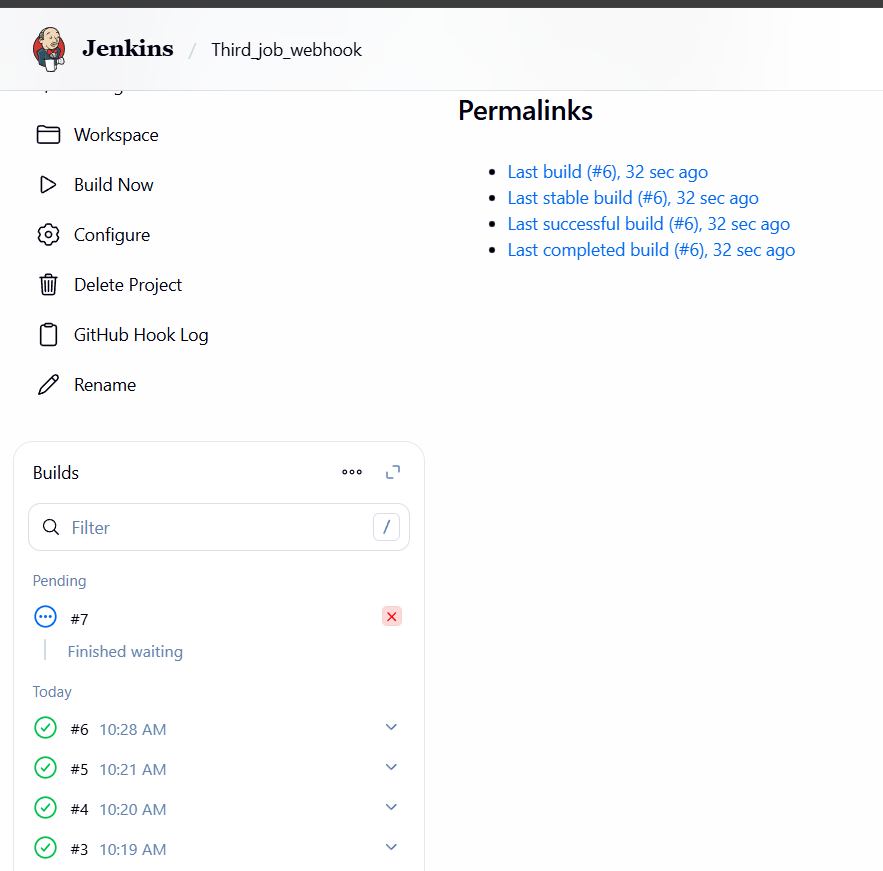 Jenkins / Third_job_webhook
Permalinks
Workspace
Build Now
Configure
Delete Project
GitHub Hook Log
Rename
Last build (#6), 32 sec ago
Last stable build (#6), 32 sec ago
Last successful build (#6), 32 sec ago
Last completed build (#6), 32 sec ago
Builds
Filter /
Pending
#7
Finished waiting
Today
#6 10:28 AM
#5 10:21 AM
#4 10:20 AM
#3 10:19 AM